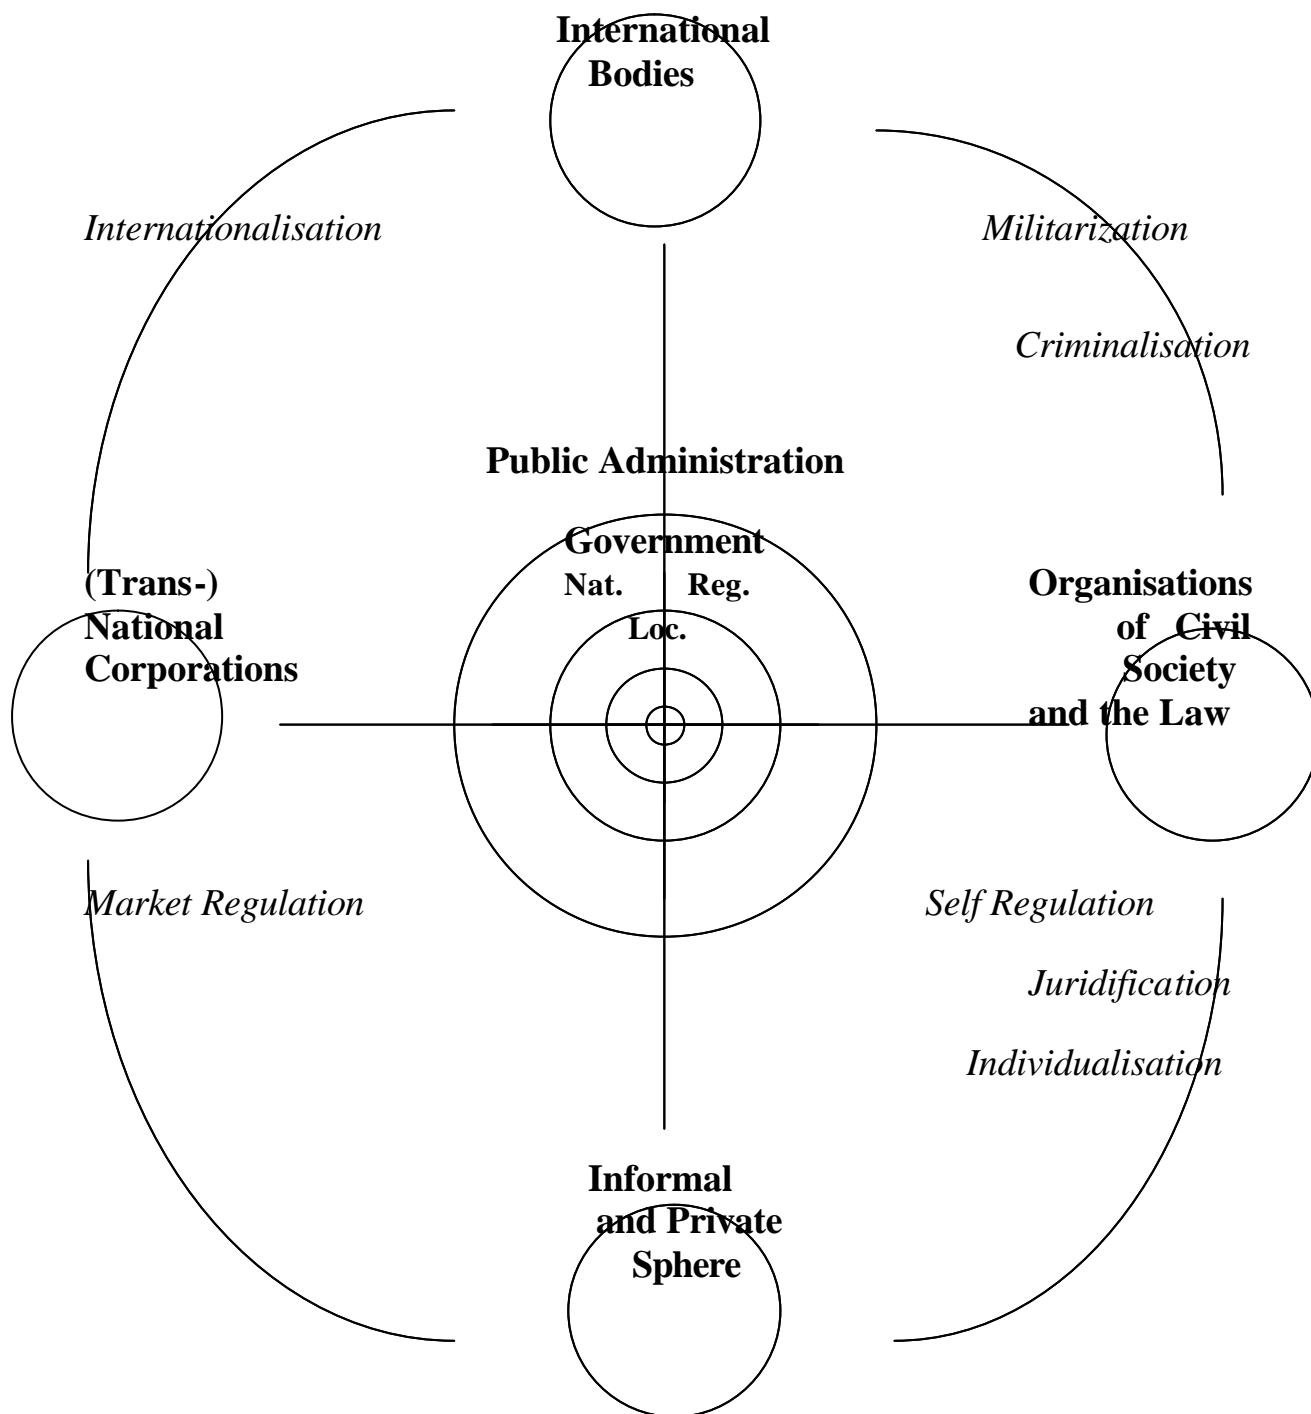 International
Bodies
Internationalisation
Militarization
Criminalisation
Public Administration
Government
Nat. Reg.
Loc.
(Trans-)
National
Corporations
Organisations
of Civil
Society
and the Law
Market Regulation
Self Regulation
Juridification
Individualisation
Informal
and Private
Sphere